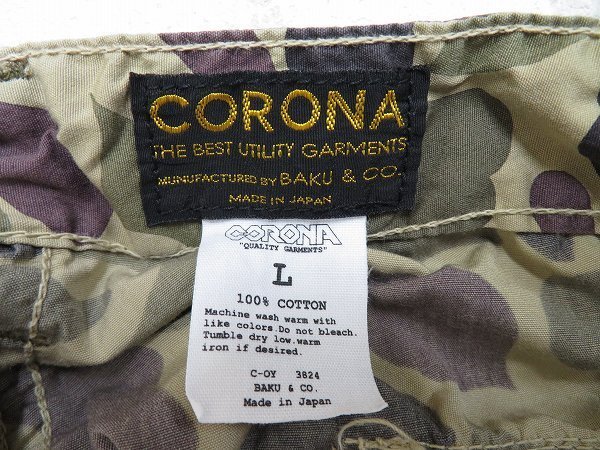 CORONA
THE BEST UTILITY GARMENTS
MUNUFACTURED BY BAKU & CO.
MADE IN JAPAN
CORONA
"QUALITY GARMENTS"
L
100% COTTON
Machine wash warm with
like colors.Do not bleach.
Tumble dry low.warm
iron if desired.
C-OY 3824
BAKU & CO.
Made in Japan